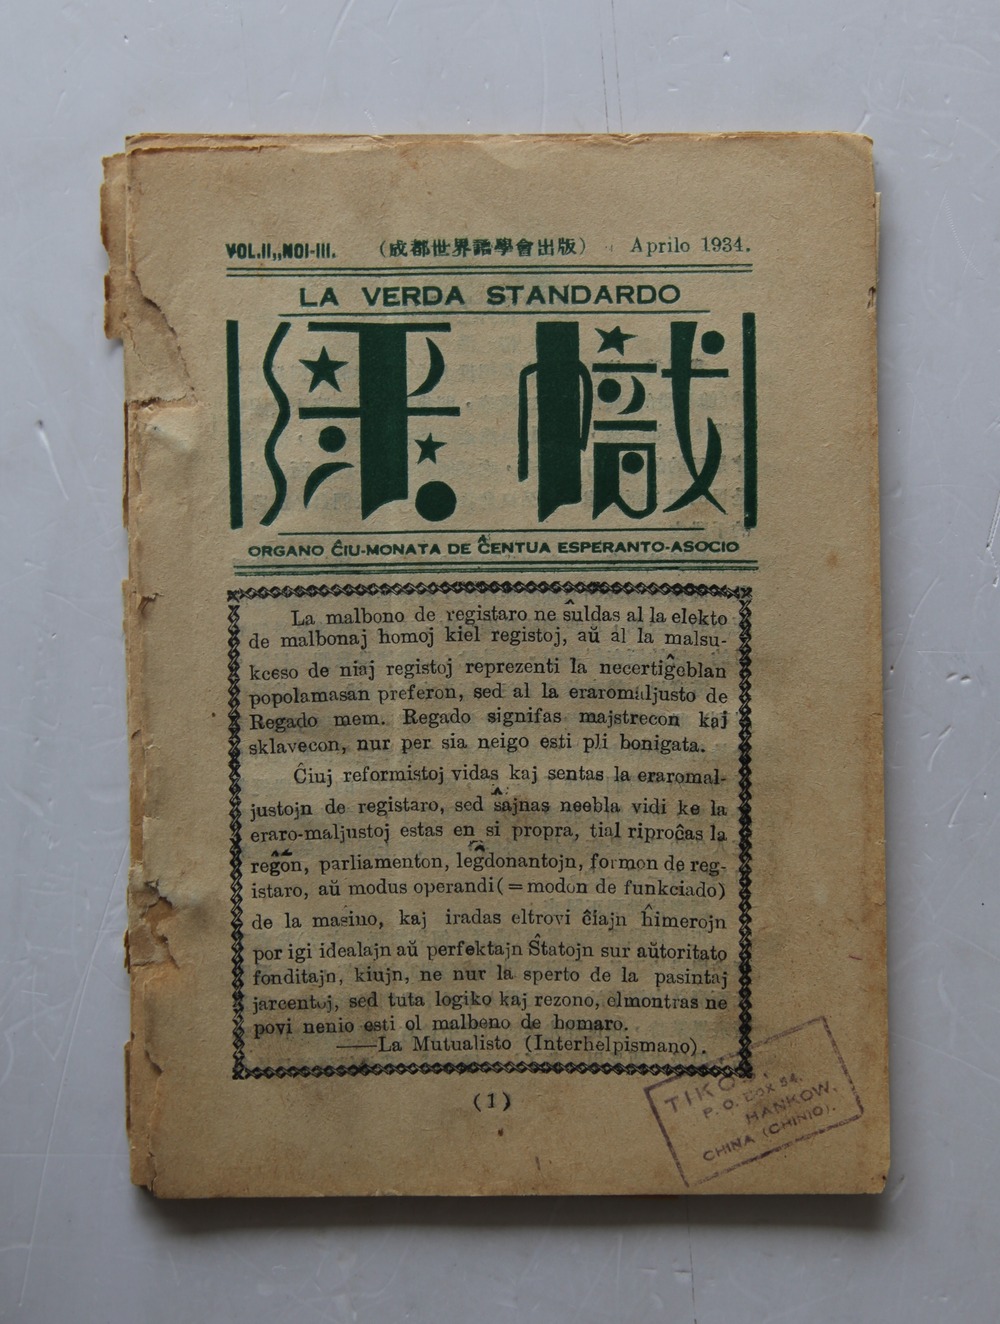 VOL.II,,NOI-III. （成都世界語學會出版） Aprilo 1934.
LA VERDA STANDARDO
ORGANO ĈIU-MONATA DE ĈENTUA ESPERANTO-ASOCIO
La malbono de registaro ne ŝuldas al la elekto
de malbonaj homoj kiel registoj, aŭ al la malsu-
kceso de niaj registoj reprezenti la necertiĝeblan
popolamasan preferon, sed al la eraromaljusto de
Regado mem. Regado signifas majstrecon kaj
sklavecon, nur per sia neigo esti pli bonigata.
Ĉiuj reformistoj vidas kaj sentas la eraromal-
justojn de registaro, sed ŝajnas neebla vidi ke la
eraro-maljustoj estas en si propra, tial riproĉas la
reĝon, parliamenton, leĝdonantojn, formon de reg-
istaro, aŭ modus operandi(=modon de funkciado)
de la masino, kaj iradas eltrovi ĉiajn ĥimerojn
por igi idealajn aŭ perfektajn Ŝtatojn sur aŭtoritato
fonditajn, kiujn, ne nur la sperto de la pasintaj
jarcentoj, sed tuta logiko kaj rezono, elmontras ne
povi nenio esti ol malbeno de homaro.
——La Mutualisto (Interhelpismano).
(1)
P. O. BOX 54,
HANKOW,
CHINA (CHINIO).